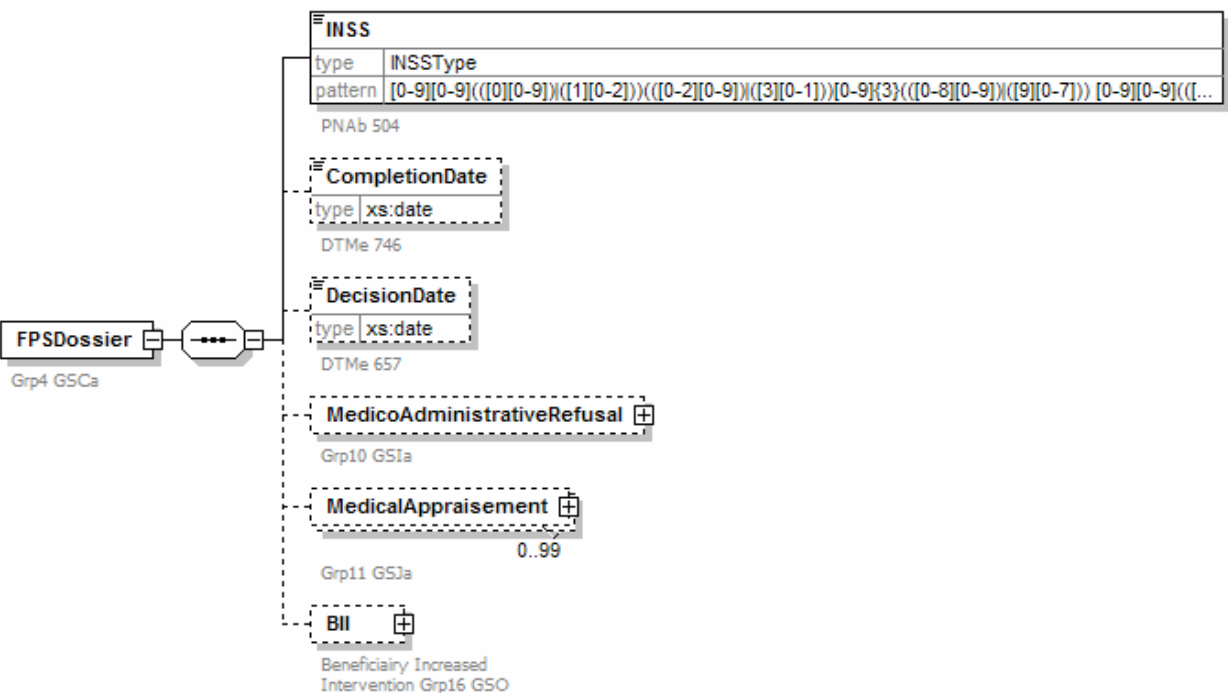 INSS
type INSSType
pattern [0-9][0-9](([0][0-9])|([1][0-2]))(([0-2][0-9])|([3][0-1]))[0-9]{3}(([0-8][0-9])|([9][0-7])) [0-9][0-9](([...
PNAb 504
CompletionDate
type xs:date
DTMe 746
DecisionDate
type xs:date
DTMe 657
FPSDossier
Grp4 GSCa
MedicoAdministrativeRefusal
Grp10 GSIa
MedicalAppraisement
0..99
Grp11 GSJa
BII
Beneficiairy Increased
Intervention Grp16 GSO